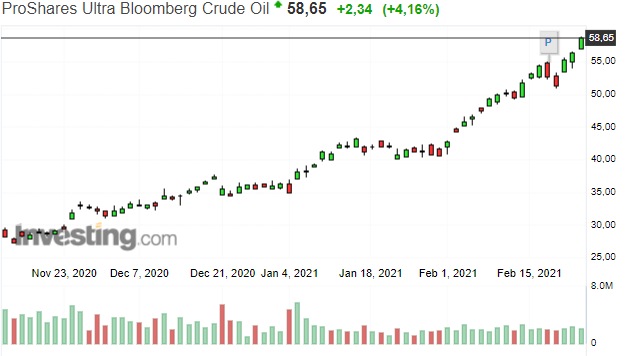 ProShares Ultra Bloomberg Crude Oil 58,65 +2,34 (+4,16%)
58,65
P
55,00
50,00
45,00
40,00
35,00
30,00
25,00
Investing.com
Nov 23, 2020 Dec 7, 2020 Dec 21, 2020 Jan 4, 2021 Jan 18, 2021 Feb 1, 2021 Feb 15, 2021
8.0M
0